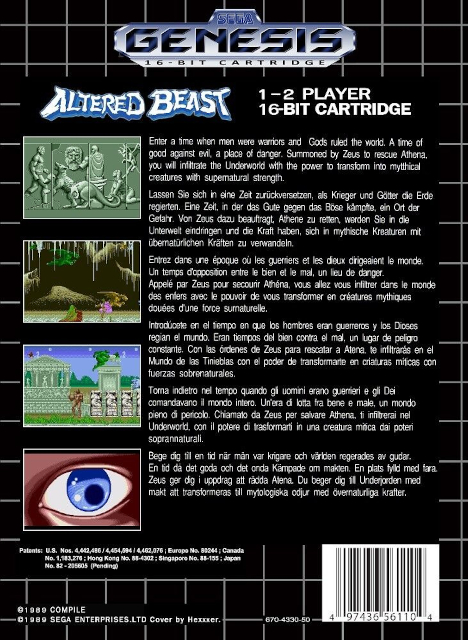 SEGA
GENESIS
16-BIT CARTRIDGE
ALTERED BEAST
1-2 PLAYER
16-BIT CARTRIDGE
Enter a time when men were warriors and Gods ruled the world. A time of
good against evil, a place of danger. Summoned by Zeus to rescue Athena,
you will infiltrate the Underworld with the power to transform into mythical
creatures with supernatural strength.
Lassen Sie sich in eine Zeit zurückversetzen, als Krieger und Götter die Erde
regierten. Eine Zeit, in der das Gute gegen das Böse kämpfte, ein Ort der
Gefahr. Von Zeus dazu beauftragt, Athene zu retten, werden Sie in die
Unterwelt eindringen und die Kraft haben, sich in mythische Kreaturen mit
übernatürlichen Kräften zu verwandeln.
Entrez dans une époque où les guerriers et les dieux dirigeaient le monde.
Un temps d'opposition entre le bien et le mal, un lieu de danger.
Appelé par Zeus pour secourir Athéna, vous allez vous infiltrer dans le monde
des enfers avec le pouvoir de vous transformer en créatures mythiques
douées d'une force surnaturelle.
Introdúcete en el tiempo en que los hombres eran guerreros y los Dioses
regían el mundo. Eran tiempos del bien contra el mal, un lugar de peligro
constante. Con las órdenes de Zeus para rescatar a Atena, te infiltrarás en el
Mundo de las Tinieblas con el poder de transformarte en criaturas míticas con
fuerzas sobrenaturales.
Torna indietro nel tempo quando gli uomini erano guerrieri e gli Dei
comandavano il mondo intero. Un'era di lotta fra bene e male, un mondo
pieno di pericolo. Chiamato da Zeus per salvare Athena, ti infiltrerai nel
Underworld, con il potere di trasformarti in una creatura mitica dai poteri
soprannaturali.
Bege dig till en tid när män var krigare och världen regerades av gudar.
En tid då det goda och det onda Kämpade om makten. En plats fylld med fara.
Zeus ger dig i uppdrag att rädda Atena. Du beger dig till Underjorden med
makt att transformeras till mytologiska odjur med övernaturliga krafter.
Patents: U.S. Nos. 4,442,486 / 4,454,594 / 4,462,076 ; Europe No. 80244 ; Canada
No. 1,183,276 ; Hong Kong No. 88-4302 ; Singapore No. 88-155 ; Japan
No. 82-205605 (Pending)
©1989 COMPILE
©1989 SEGA ENTERPRISES.LTD Cover by Hexxxer.
670-4330-50
4 97436 56110 4